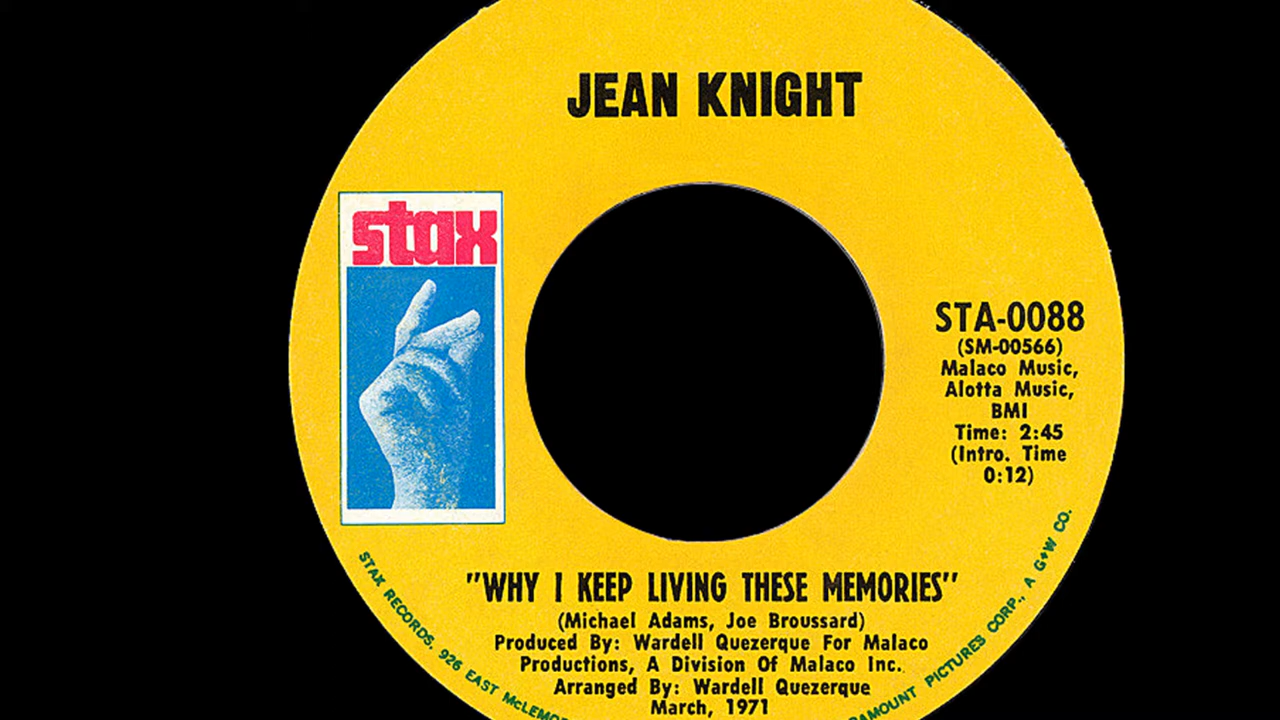 JEAN KNIGHT
stax
STA-0088
(SM-00566)
Malaco Music,
Alotta Music,
BMI
Time: 2:45
(Intro. Time
0:12)
"WHY I KEEP LIVING THESE MEMORIES"
(Michael Adams, Joe Broussard)
Produced By: Wardell Quezerque For Malaco
Productions, A Division Of Malaco Inc.
Arranged By: Wardell Quezerque
March, 1971
STAX RECORDS, 926 EAST
PICTURES CORP., A G+W CO.